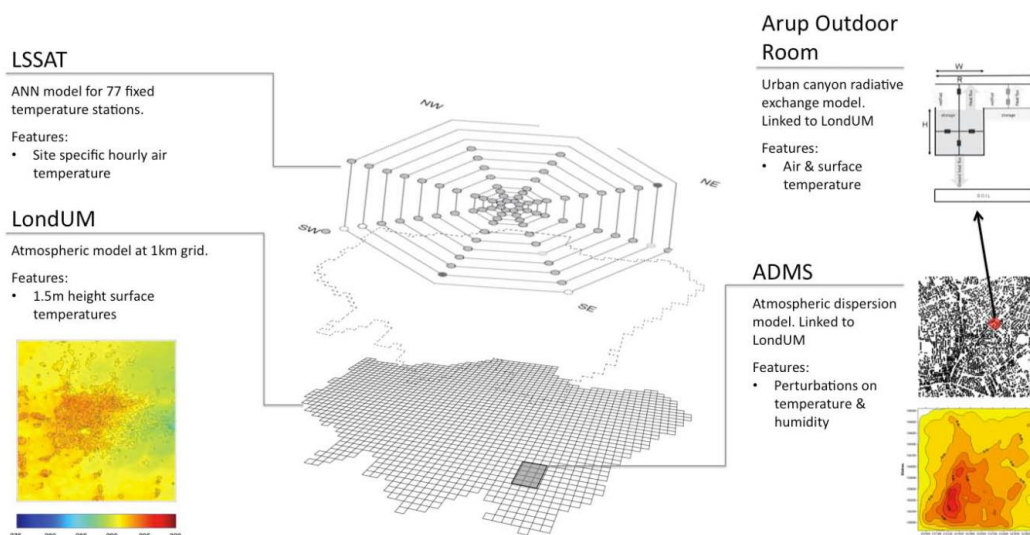 LSSAT
ANN model for 77 fixed
temperature stations.
Features:
• Site specific hourly air
temperature
LondUM
Atmospheric model at 1km grid.
Features:
• 1.5m height surface
temperatures
NW
NE
SW
SE
Arup Outdoor
Room
Urban canyon radiative
exchange model.
Linked to LondUM
Features:
• Air & surface
temperature
W
R
H
SOIL
ADMS
Atmospheric dispersion
model. Linked to
LondUM
Features:
• Perturbations on
temperature &
humidity